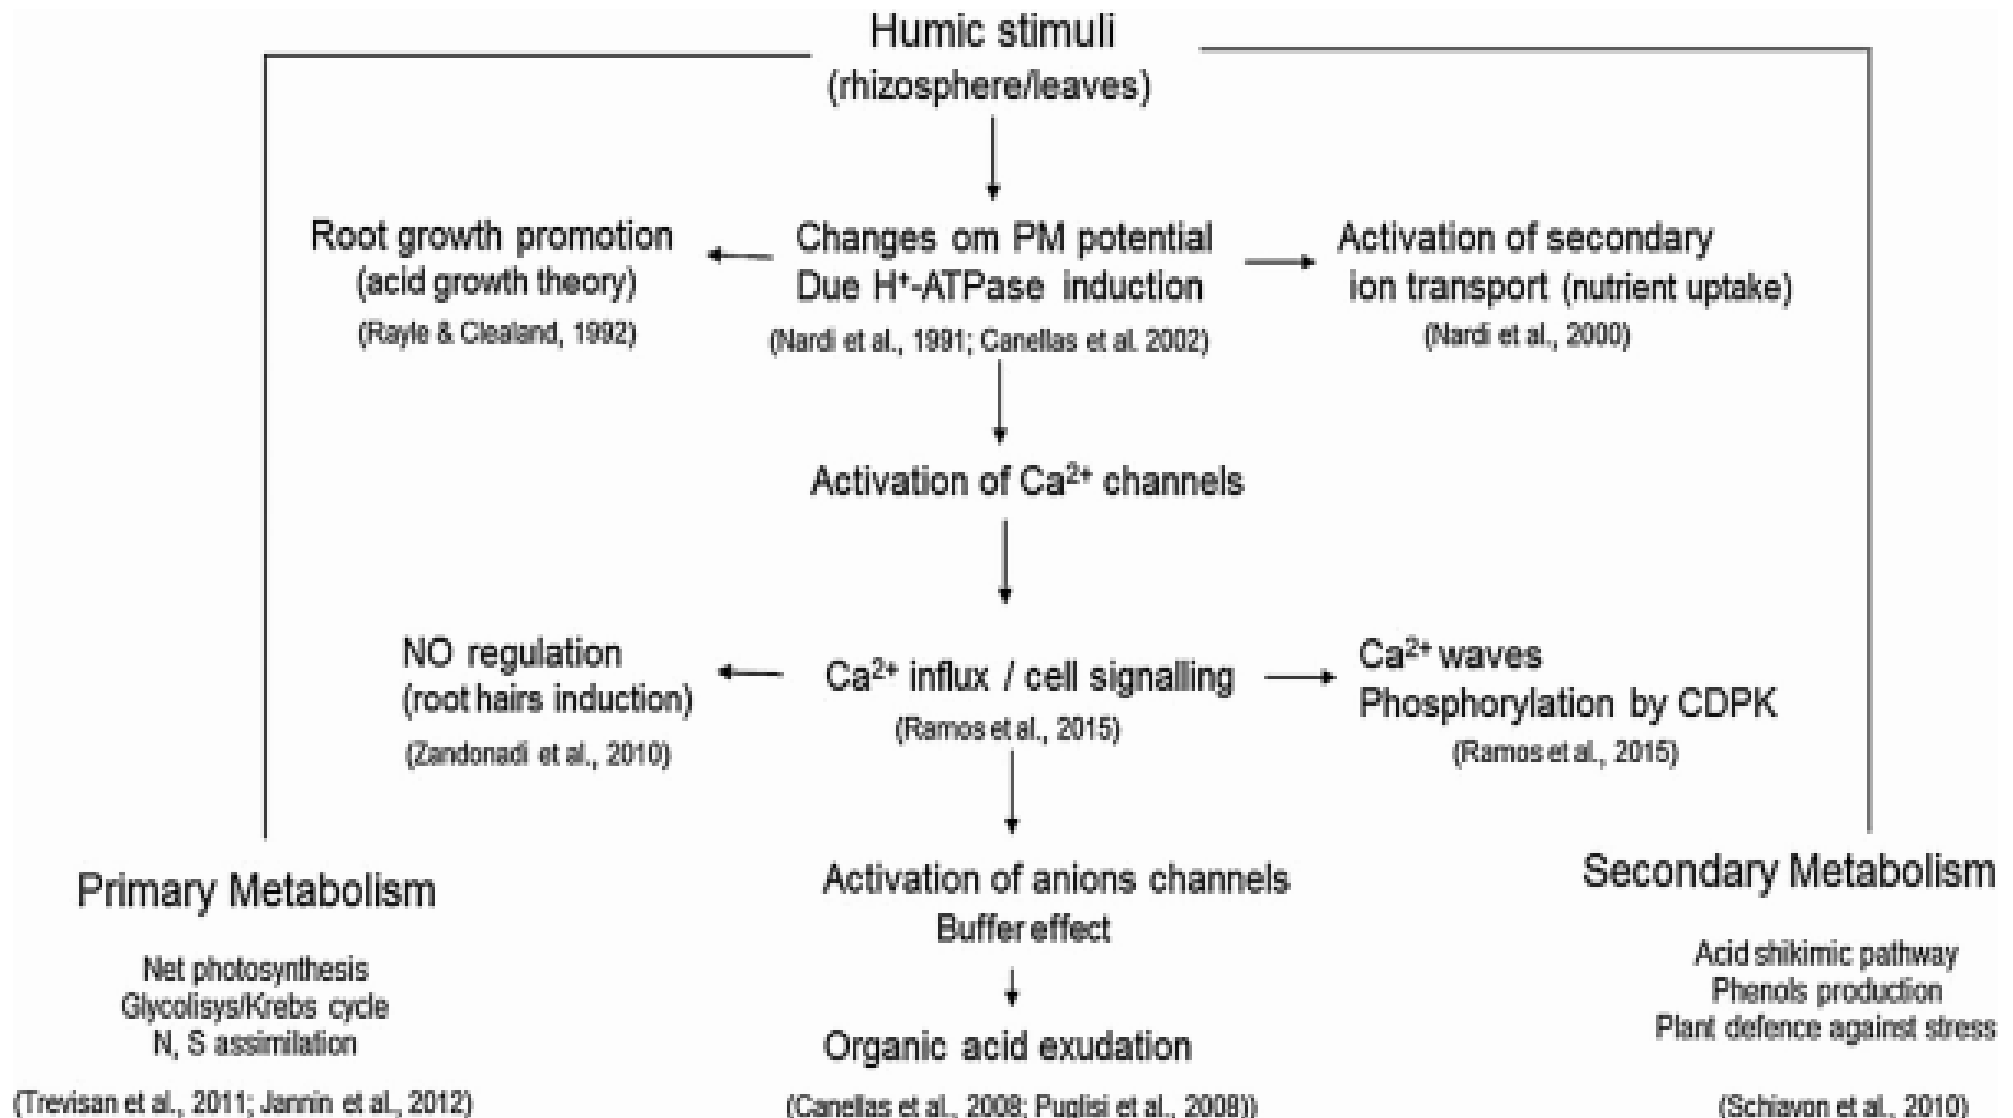 Humic stimuli
(rhizosphere/leaves)
Root growth promotion
(acid growth theory)
(Rayle & Clealand, 1992)
Changes om PM potential
Due H⁺-ATPase induction
(Nardi et al., 1991; Canellas et al. 2002)
Activation of secondary
ion transport (nutrient uptake)
(Nardi et al., 2000)
Activation of Ca²⁺ channels
NO regulation
(root hairs induction)
(Zandonadi et al., 2010)
Ca²⁺ influx / cell signalling
(Ramos et al., 2015)
Ca²⁺ waves
Phosphorylation by CDPK
(Ramos et al., 2015)
Primary Metabolism
Net photosynthesis
Glycolisys/Krebs cycle
N, S assimilation
(Trevisan et al., 2011; Jannin et al., 2012)
Activation of anions channels
Buffer effect
Organic acid exudation
(Canellas et al., 2008; Puglisi et al., 2009))
Secondary Metabolism
Acid shikimic pathway
Phenols production
Plant defence against stress
(Schiavon et al., 2010)